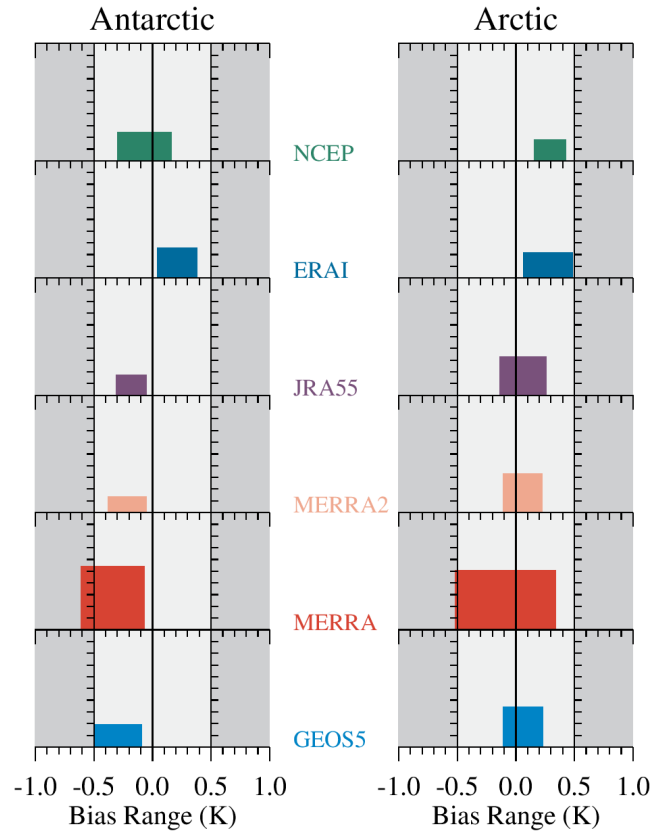 Antarctic
Arctic
NCEP
ERAI
JRA55
MERRA2
MERRA
GEOS5
-1.0 -0.5 0.0 0.5 1.0
-1.0 -0.5 0.0 0.5 1.0
Bias Range (K)
Bias Range (K)